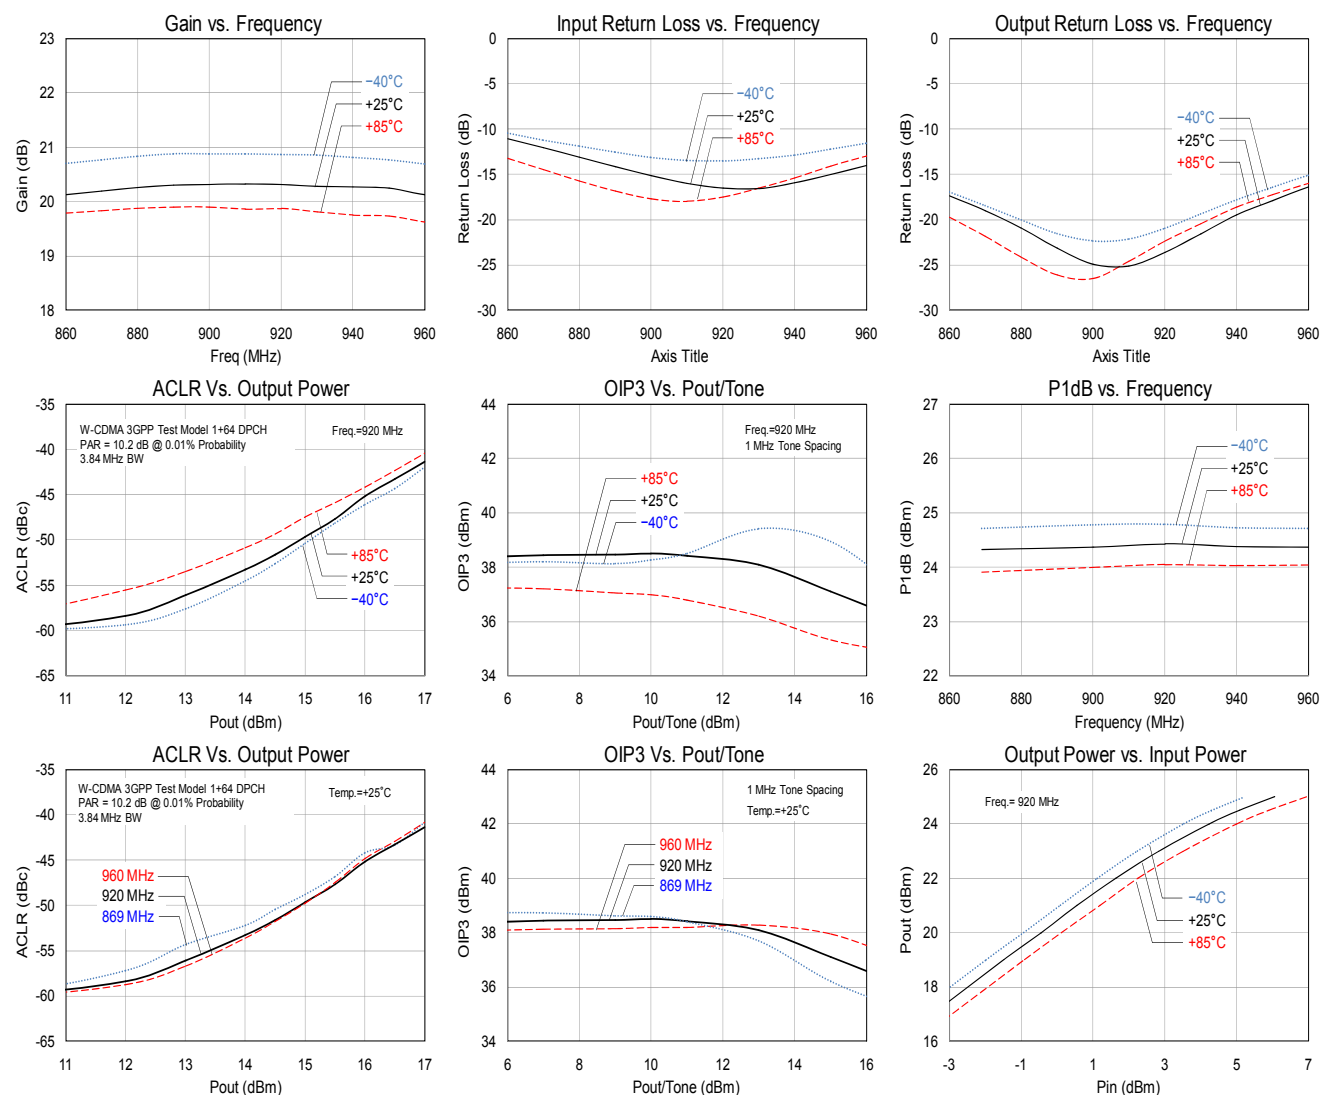 Gain vs. Frequency
23
22
21
20
19
18
Gain (dB)
−40°C
+25°C
+85°C
860 880 900 920 940 960
Freq (MHz)
Input Return Loss vs. Frequency
0
-5
-10
-15
-20
-25
-30
Return Loss (dB)
−40°C
+25°C
+85°C
860 880 900 920 940 960
Axis Title
Output Return Loss vs. Frequency
0
-5
-10
-15
-20
-25
-30
Return Loss (dB)
−40°C
+25°C
+85°C
860 880 900 920 940 960
Axis Title
ACLR Vs. Output Power
-35
-40
-45
-50
-55
-60
-65
ACLR (dBc)
W-CDMA 3GPP Test Model 1+64 DPCH
PAR = 10.2 dB @ 0.01% Probability
3.84 MHz BW
Freq.=920 MHz
+85°C
+25°C
−40°C
11 12 13 14 15 16 17
Pout (dBm)
OIP3 Vs. Pout/Tone
44
42
40
38
36
34
OIP3 (dBm)
Freq.=920 MHz
1 MHz Tone Spacing
+85°C
+25°C
−40°C
6 8 10 12 14 16
Pout/Tone (dBm)
P1dB vs. Frequency
27
26
25
24
23
22
P1dB (dBm)
−40°C
+25°C
+85°C
860 880 900 920 940 960
Frequency (MHz)
ACLR Vs. Output Power
-35
-40
-45
-50
-55
-60
-65
ACLR (dBc)
W-CDMA 3GPP Test Model 1+64 DPCH
PAR = 10.2 dB @ 0.01% Probability
3.84 MHz BW
Temp.=+25°C
960 MHz
920 MHz
869 MHz
11 12 13 14 15 16 17
Pout (dBm)
OIP3 Vs. Pout/Tone
44
42
40
38
36
34
OIP3 (dBm)
1 MHz Tone Spacing
Temp.=+25°C
960 MHz
920 MHz
869 MHz
6 8 10 12 14 16
Pout/Tone (dBm)
Output Power vs. Input Power
26
24
22
20
18
16
Pout (dBm)
Freq.= 920 MHz
−40°C
+25°C
+85°C
-3 -1 1 3 5 7
Pin (dBm)